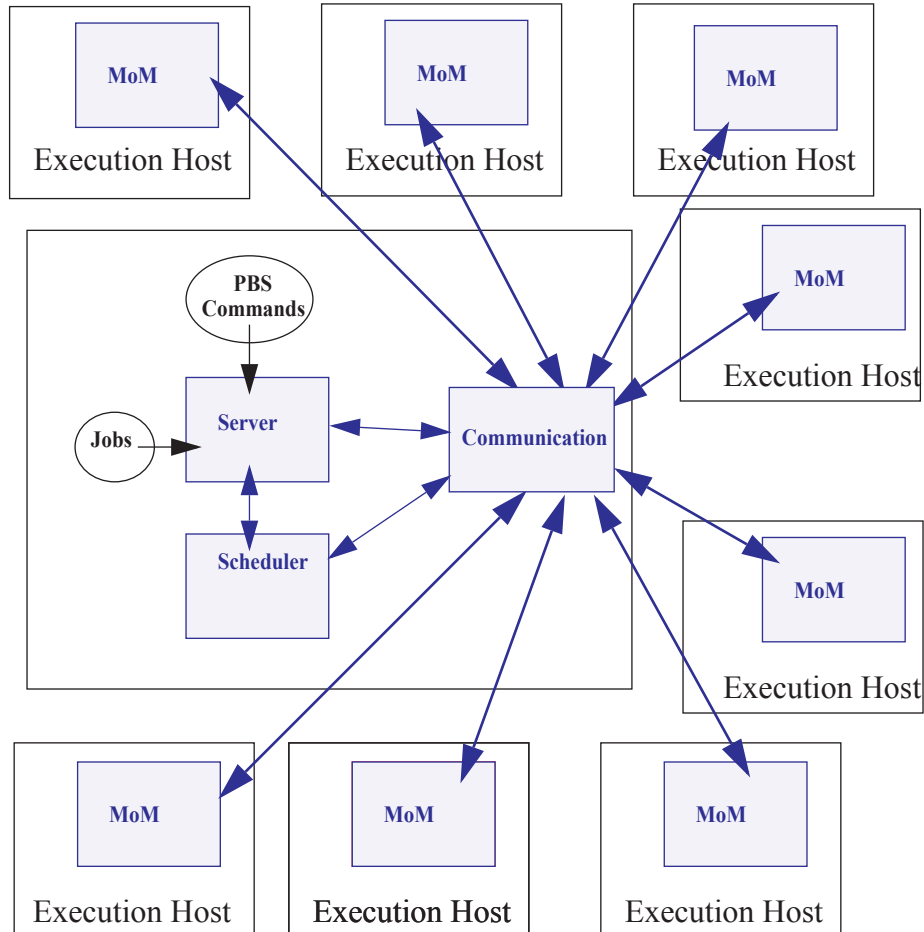 MoM
Execution Host
MoM
Execution Host
MoM
Execution Host
MoM
Execution Host
PBS
Commands
Server
Jobs
Communication
Scheduler
MoM
Execution Host
MoM
Execution Host
MoM
Execution Host
MoM
Execution Host